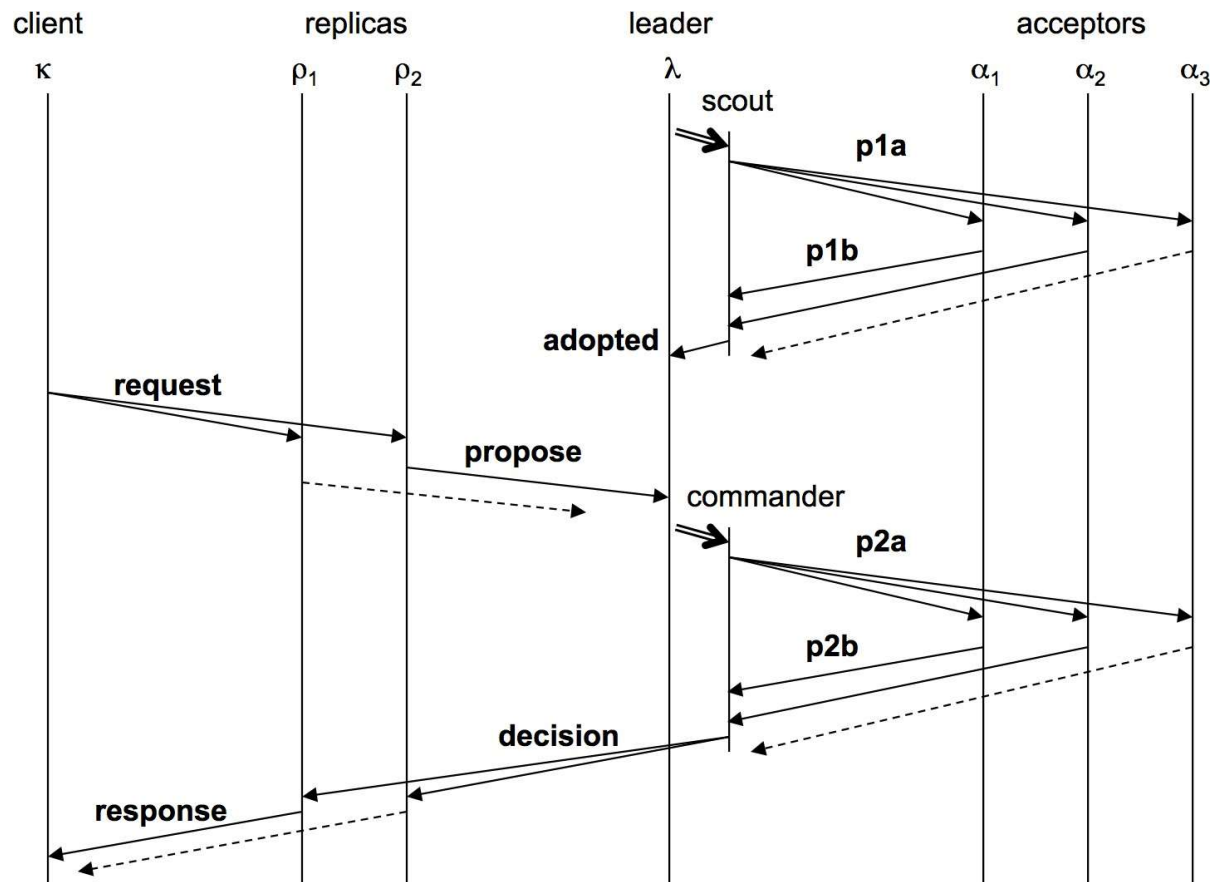 client replicas leader acceptors
κ ρ1 ρ2 λ α1 α2 α3
scout
p1a
p1b
adopted
request
propose
commander
p2a
p2b
decision
response